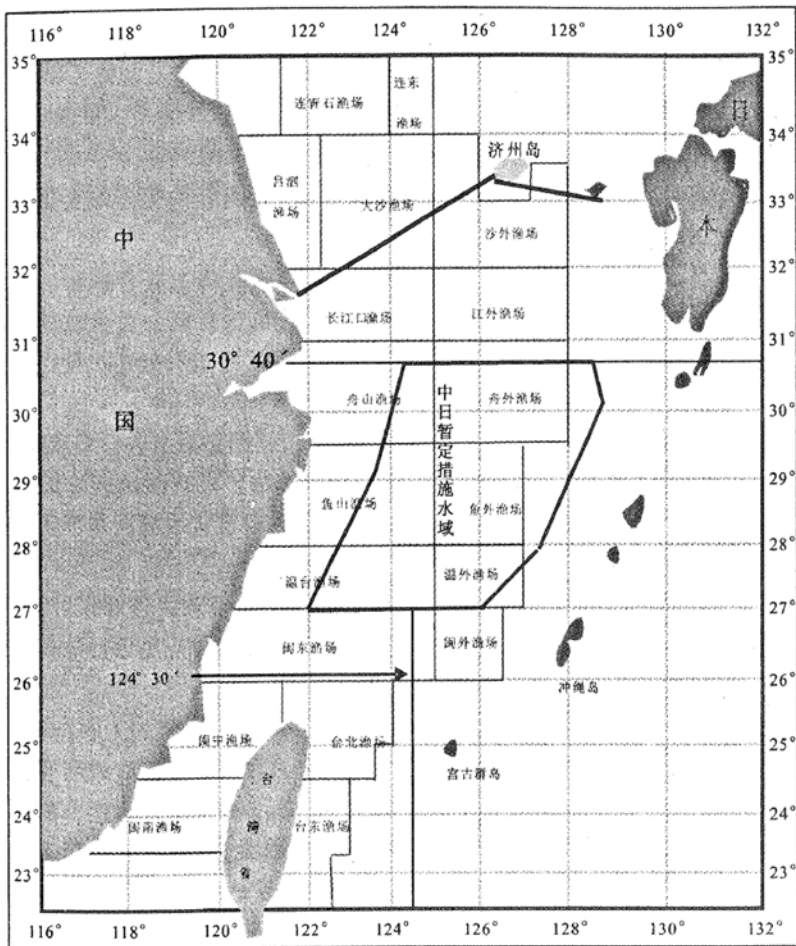 116° 118° 120° 122° 124° 126° 128° 130° 132°
35° 35°
连青石渔场
连东
渔场
日
34° 34°
济州岛
吕泗
渔场
大沙渔场
33° 33°
沙外渔场
本
中
32° 32°
长江口渔场
江外渔场
31° 31°
30° 40′
舟山渔场
中日暂定措施水域
舟外渔场
国
30° 30°
29° 29°
鱼山渔场
鱼外渔场
28° 28°
温台渔场
温外渔场
27° 27°
闽东渔场
闽外渔场
124° 30′
26° 26°
冲绳岛
闽中渔场
台北渔场
25° 25°
宫古群岛
台
湾
省
24° 24°
闽南渔场
台东渔场
23° 23°
116° 118° 120° 122° 124° 126° 128° 130° 132°